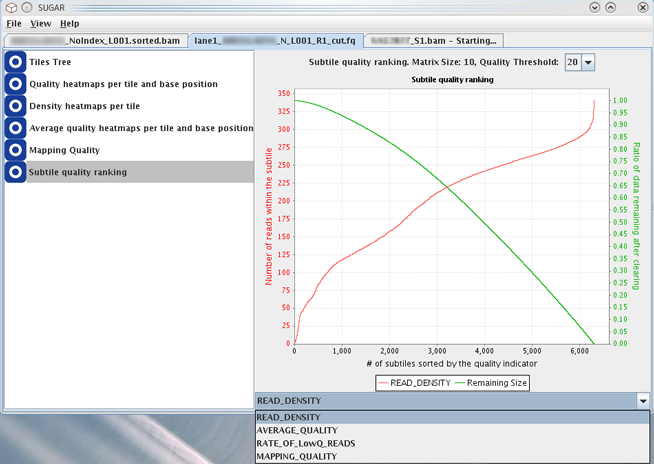 SUGAR
File View Help
_NoIndex_L001.sorted.bam
lane1_ _N_L001_R1_cut.fq
_S1.bam - Starting...
Tiles Tree
Quality heatmaps per tile and base position
Density heatmaps per tile
Average quality heatmaps per tile and base position
Mapping Quality
Subtile quality ranking
Subtile quality ranking. Matrix Size: 10, Quality Threshold: 20
Subtile quality ranking
Number of reads within the subtile
350
325
300
275
250
225
200
175
150
125
100
75
50
25
0
0 1,000 2,000 3,000 4,000 5,000 6,000
# of subtiles sorted by the quality indicator
1.00
0.95
0.90
0.85
0.80
0.75
0.70
0.65
0.60
0.55
0.50
0.45
0.40
0.35
0.30
0.25
0.20
0.15
0.10
0.05
0.00
Ratio of data remaining after clearing
READ_DENSITY Remaining Size
READ_DENSITY
READ_DENSITY
AVERAGE_QUALITY
RATE_OF_LowQ_READS
MAPPING_QUALITY